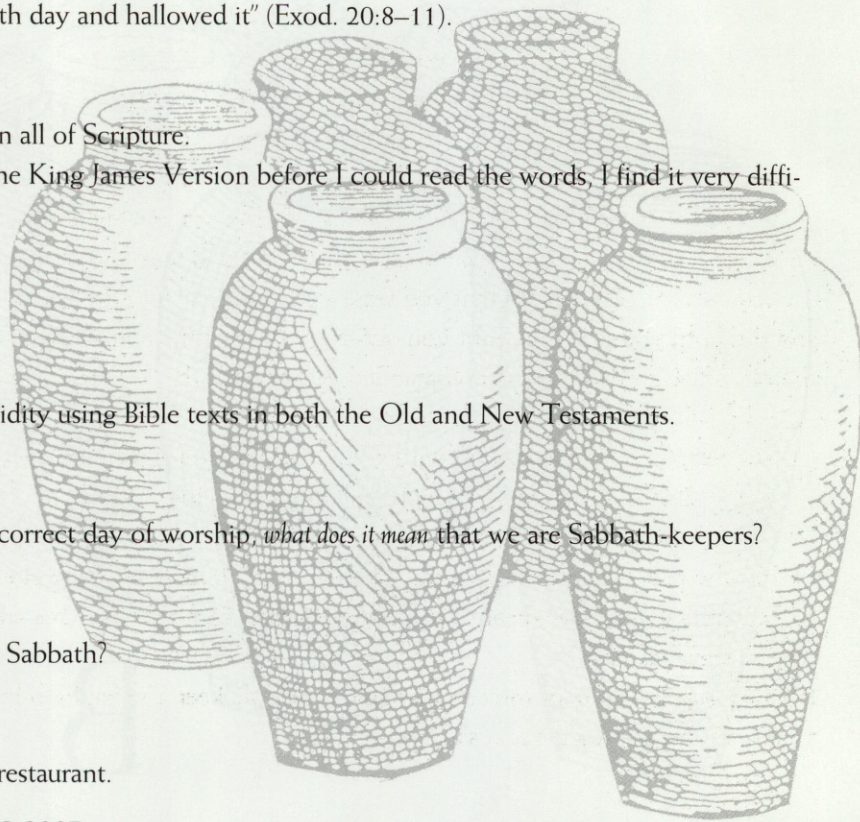 th day and hallowed it” (Exod. 20:8–11).
n all of Scripture.
ne King James Version before I could read the words, I find it very diffi-
idity using Bible texts in both the Old and New Testaments.
correct day of worship, what does it mean that we are Sabbath-keepers?
Sabbath?
restaurant.